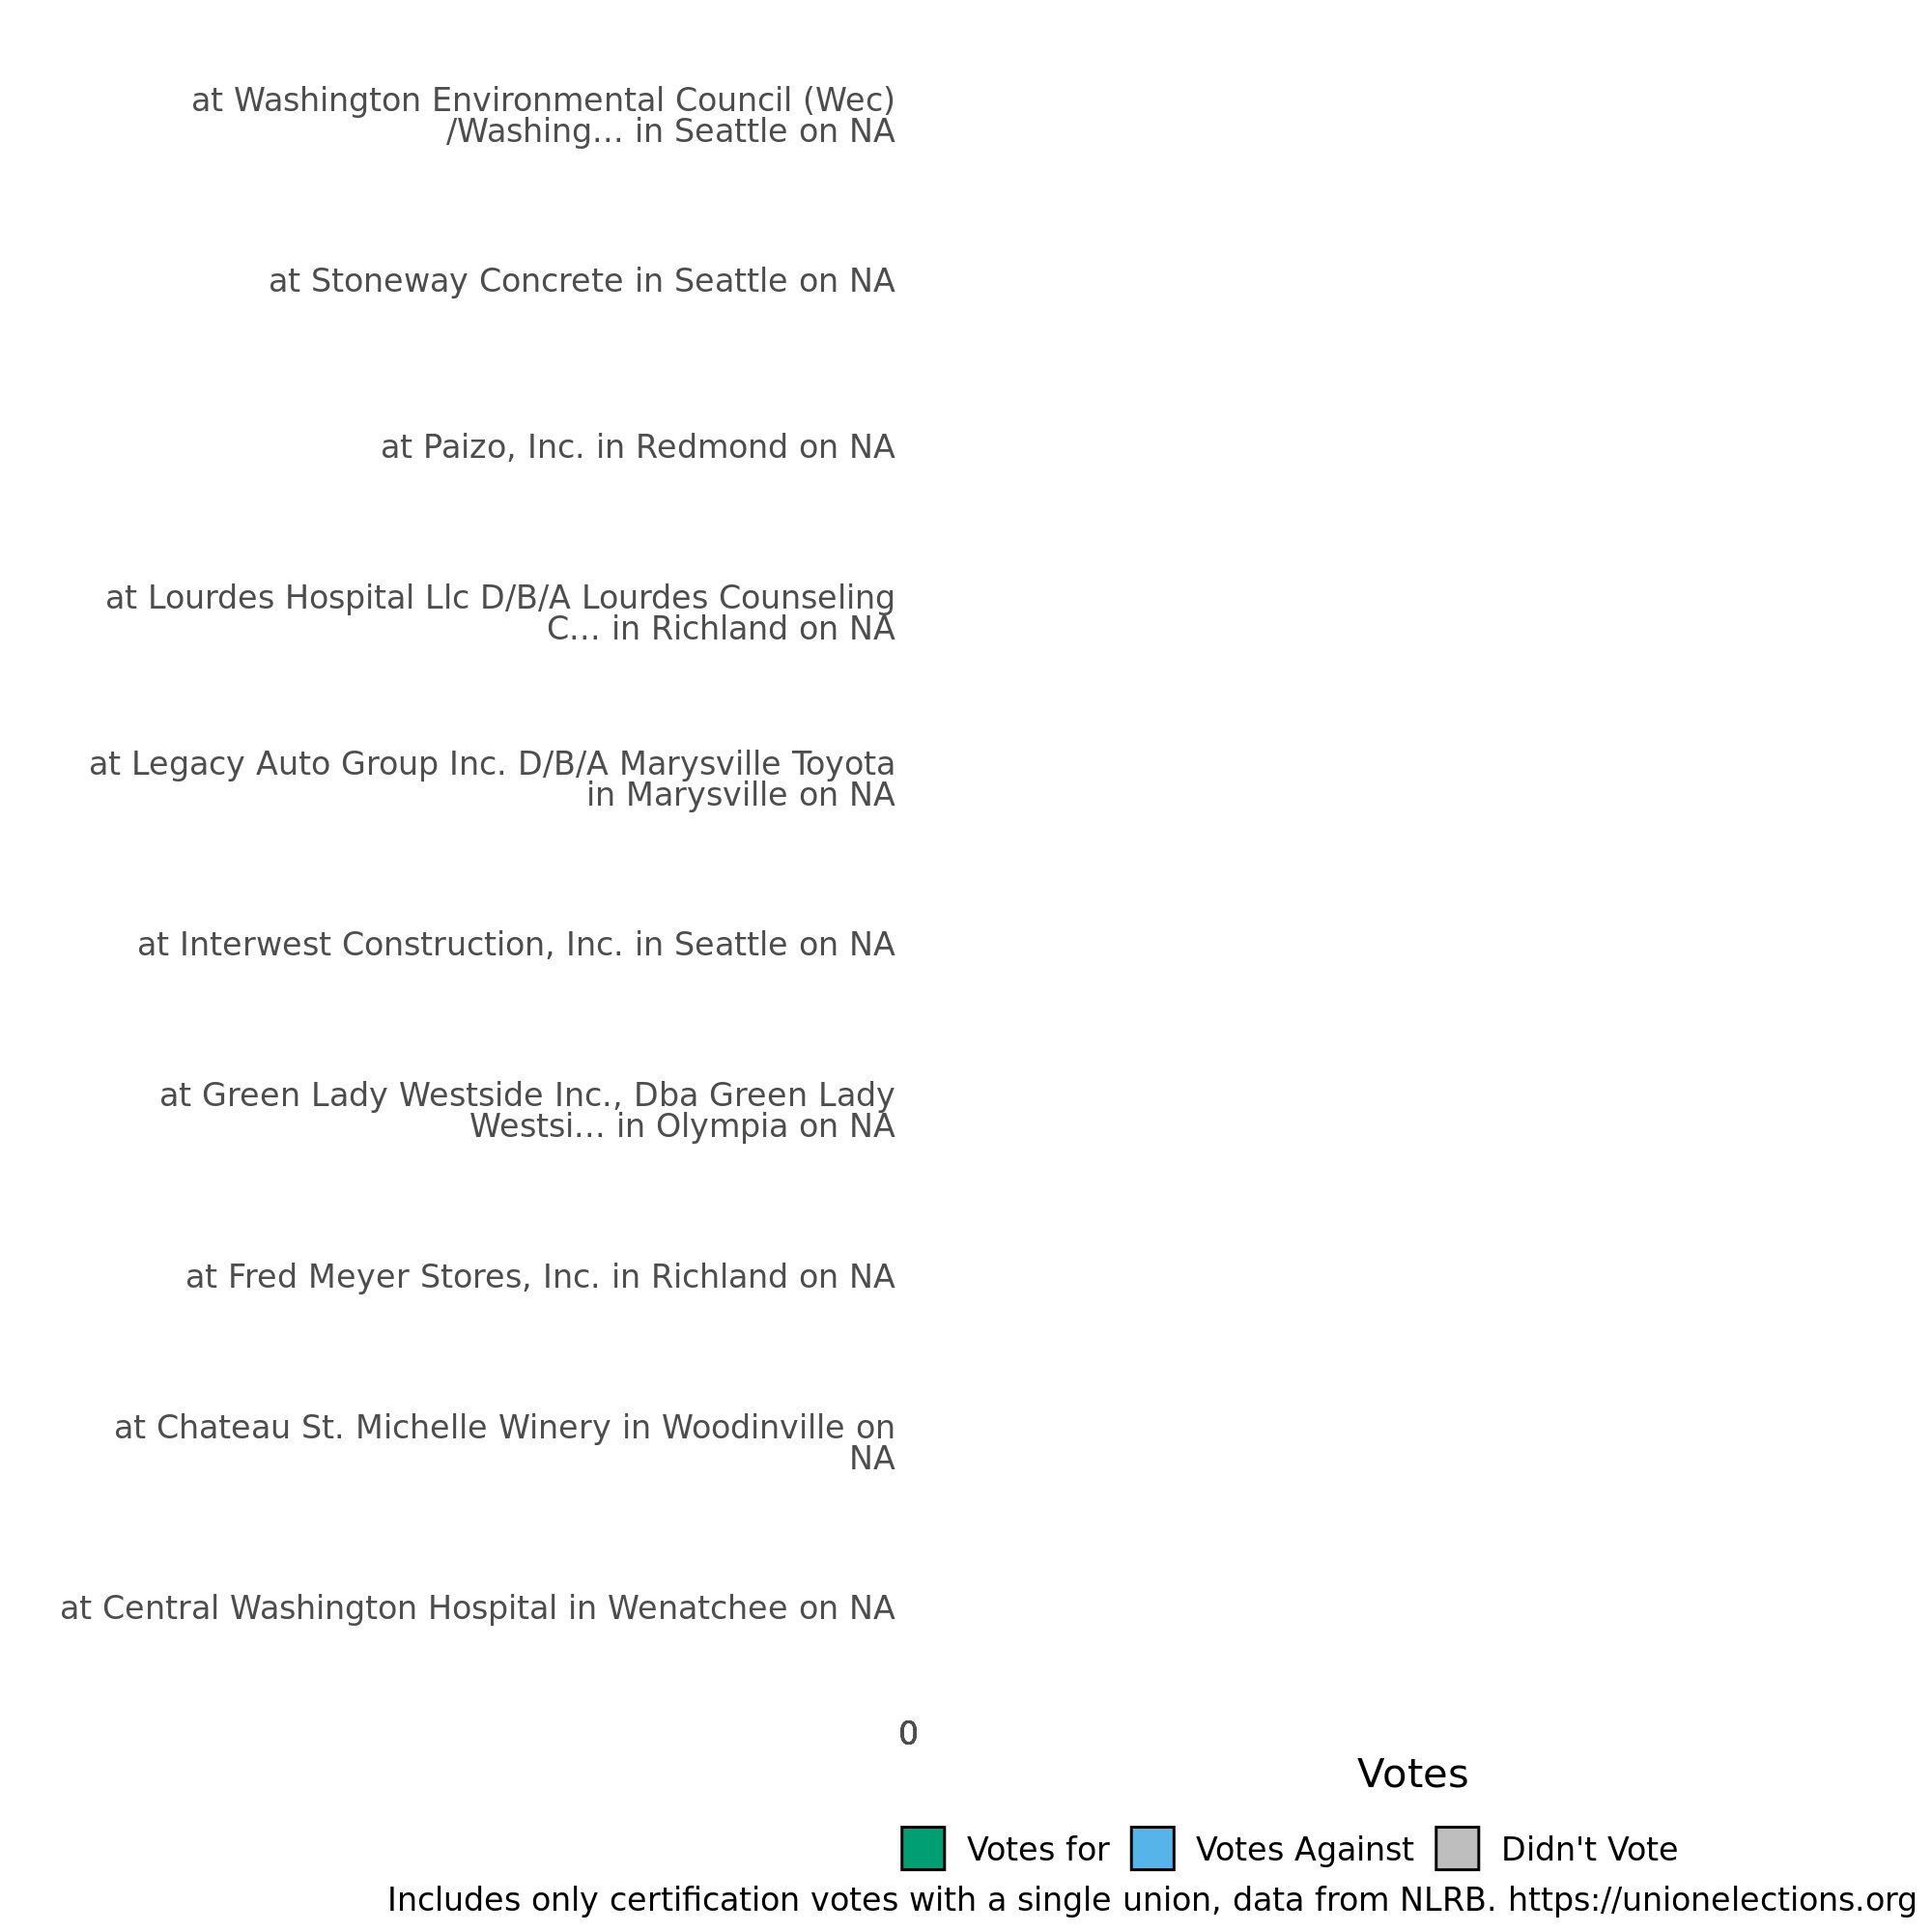 at Washington Environmental Council (Wec)
/Washing... in Seattle on NA
at Stoneway Concrete in Seattle on NA
at Paizo, Inc. in Redmond on NA
at Lourdes Hospital Llc D/B/A Lourdes Counseling
C... in Richland on NA
at Legacy Auto Group Inc. D/B/A Marysville Toyota
in Marysville on NA
at Interwest Construction, Inc. in Seattle on NA
at Green Lady Westside Inc., Dba Green Lady
Westsi... in Olympia on NA
at Fred Meyer Stores, Inc. in Richland on NA
at Chateau St. Michelle Winery in Woodinville on
NA
at Central Washington Hospital in Wenatchee on NA
0
Votes
Votes for Votes Against Didn't Vote
Includes only certification votes with a single union, data from NLRB. https://unionelections.org